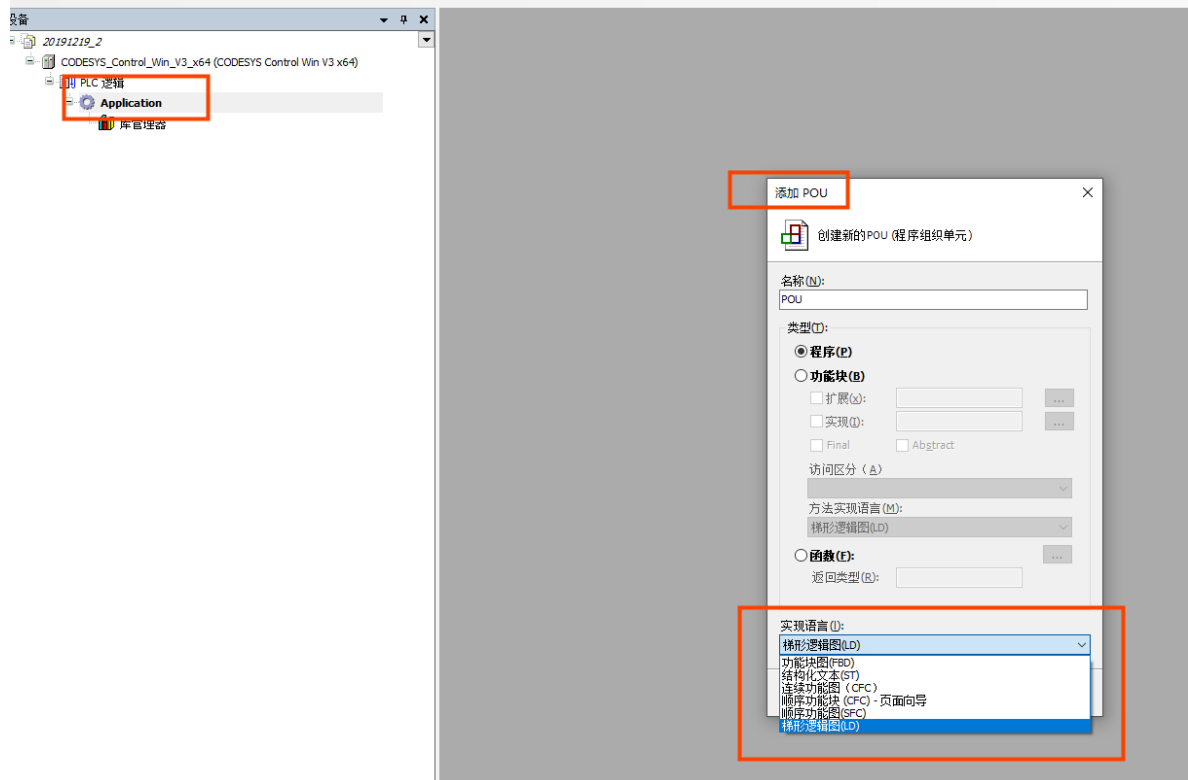 设备
20191219_2
CODESYS_Control_Win_V3_x64 (CODESYS Control Win V3 x64)
PLC 逻辑
Application
库管理器
添加 POU
创建新的POU (程序组织单元)
名称(N):
POU
类型(T):
程序(P)
功能块(B)
扩展(x):
...
实现(I):
...
Final
Abstract
访问区分（A）
方法实现语言(M):
梯形逻辑图(LD)
函数(F):
...
返回类型(R):
实现语言(I):
梯形逻辑图(LD)
功能块图(FBD)
结构化文本(ST)
连续功能图（CFC）
顺序功能块 (CFC) - 页面向导
顺序功能图(SFC)
梯形逻辑图(LD)